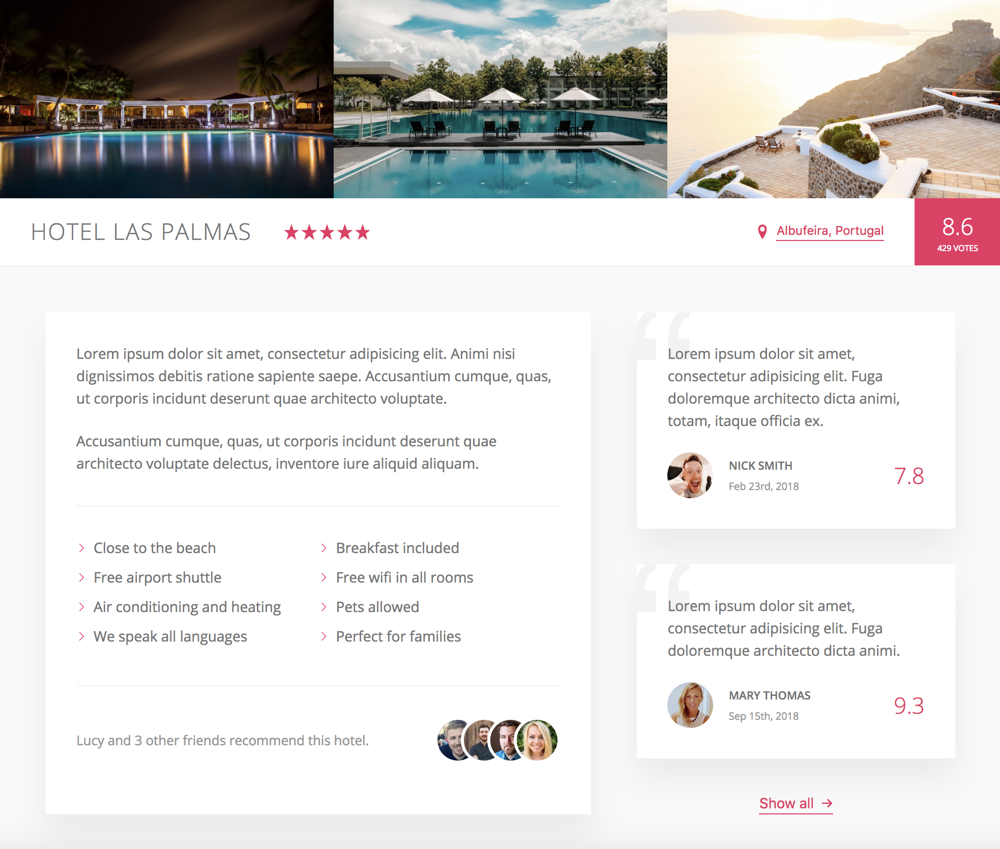 HOTEL LAS PALMAS
Albufeira, Portugal
8.6
429 VOTES
Lorem ipsum dolor sit amet, consectetur adipisicing elit. Animi nisi
dignissimos debitis ratione sapiente saepe. Accusantium cumque, quas,
ut corporis incidunt deserunt quae architecto voluptate.
Accusantium cumque, quas, ut corporis incidunt deserunt quae
architecto voluptate delectus, inventore iure aliquid aliquam.
Close to the beach
Breakfast included
Free airport shuttle
Free wifi in all rooms
Air conditioning and heating
Pets allowed
We speak all languages
Perfect for families
Lucy and 3 other friends recommend this hotel.
“
Lorem ipsum dolor sit amet,
consectetur adipisicing elit. Fuga
doloremque architecto dicta animi,
totam, itaque officia ex.
NICK SMITH
Feb 23rd, 2018
7.8
“
Lorem ipsum dolor sit amet,
consectetur adipisicing elit. Fuga
doloremque architecto dicta animi.
MARY THOMAS
Sep 15th, 2018
9.3
Show all →